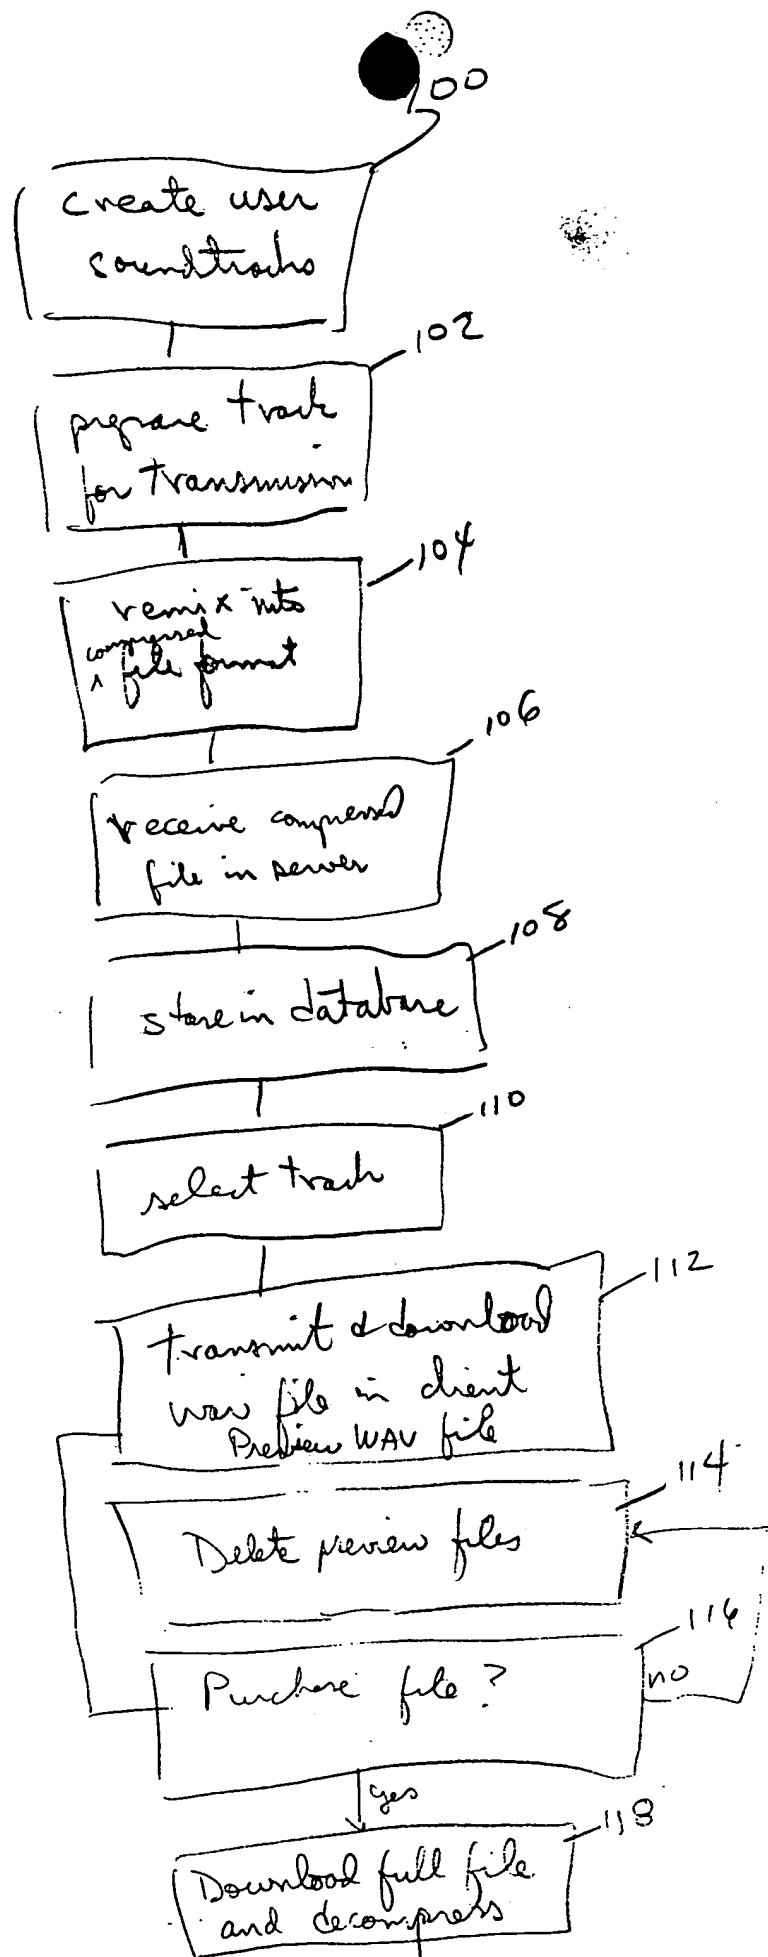 100
create user
soundtracks
102
prepare track
for transmission
104
remix into
compressed
^ file format
106
receive compressed
file in server
108
store in database
110
select track
112
transmit & download
wav file in client
Preview WAV file
114
Delete preview files
116
Purchase file?
no
yes
118
Download full file
and decompress